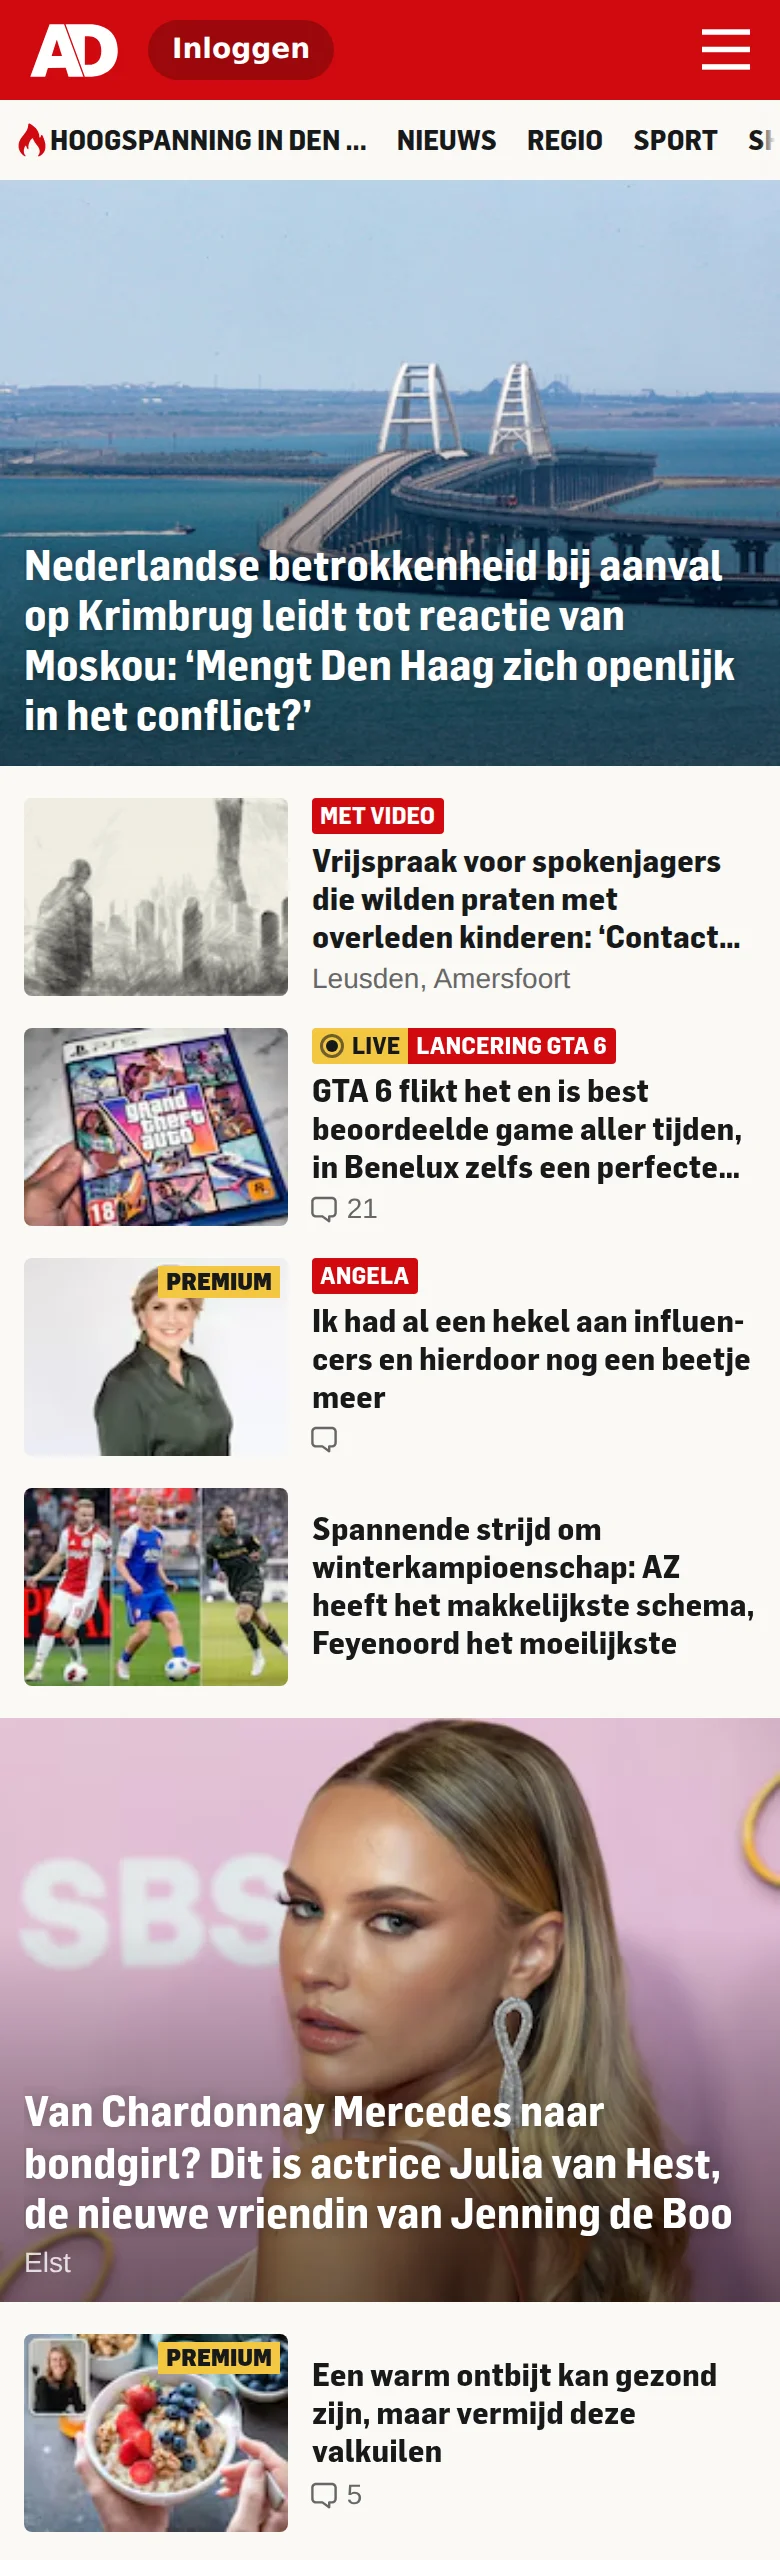 AD
Inloggen
HOOGSPANNING IN DEN ...
NIEUWS
REGIO
SPORT
Nederlandse betrokkenheid bij aanval
op Krimbrug leidt tot reactie van
Moskou: ‘Mengt Den Haag zich openlijk
in het conflict?’
MET VIDEO
Vrijspraak voor spokenjagers
die wilden praten met
overleden kinderen: ‘Contact...
Leusden, Amersfoort
PS5
grand
theft
auto
18
LIVE
LANCERING GTA 6
GTA 6 flikt het en is best
beoordeelde game aller tijden,
in Benelux zelfs een perfecte...
21
PREMIUM
ANGELA
Ik had al een hekel aan influen-
cers en hierdoor nog een beetje
meer
Spannende strijd om
winterkampioenschap: AZ
heeft het makkelijkste schema,
Feyenoord het moeilijkste
SBS
Van Chardonnay Mercedes naar
bondgirl? Dit is actrice Julia van Hest,
de nieuwe vriendin van Jenning de Boo
Elst
PREMIUM
Een warm ontbijt kan gezond
zijn, maar vermijd deze
valkuilen
5